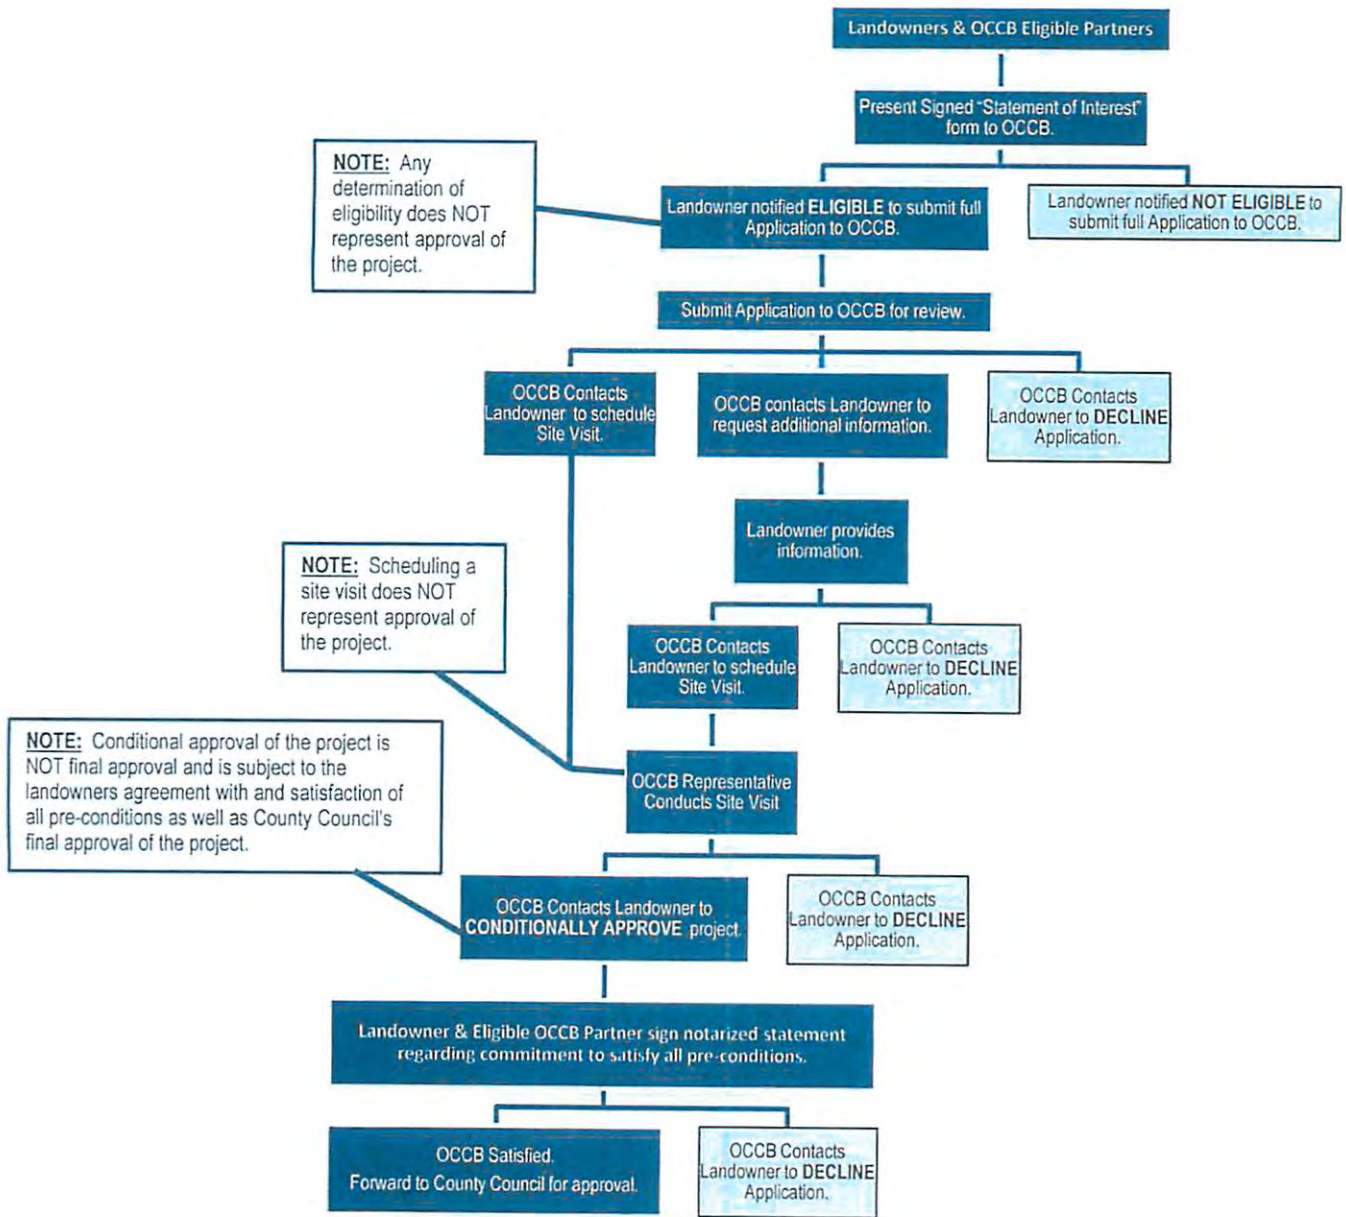 Landowners & OCCB Eligible Partners
Present Signed "Statement of Interest"
form to OCCB.
NOTE: Any
determination of
eligibility does NOT
represent approval of
the project.
Landowner notified ELIGIBLE to submit full
Application to OCCB.
Landowner notified NOT ELIGIBLE to
submit full Application to OCCB.
Submit Application to OCCB for review.
OCCB Contacts
Landowner to schedule
Site Visit.
OCCB contacts Landowner to
request additional information.
OCCB Contacts
Landowner to DECLINE
Application.
Landowner provides
information.
NOTE: Scheduling a
site visit does NOT
represent approval of
the project.
OCCB Contacts
Landowner to schedule
Site Visit.
OCCB Contacts
Landowner to DECLINE
Application.
NOTE: Conditional approval of the project is
NOT final approval and is subject to the
landowners agreement with and satisfaction of
all pre-conditions as well as County Council's
final approval of the project.
OCCB Representative
Conducts Site Visit
OCCB Contacts Landowner to
CONDITIONALLY APPROVE project.
OCCB Contacts
Landowner to DECLINE
Application.
Landowner & Eligible OCCB Partner sign notarized statement
regarding commitment to satisfy all pre-conditions.
OCCB Satisfied.
Forward to County Council for approval.
OCCB Contacts
Landowner to DECLINE
Application.